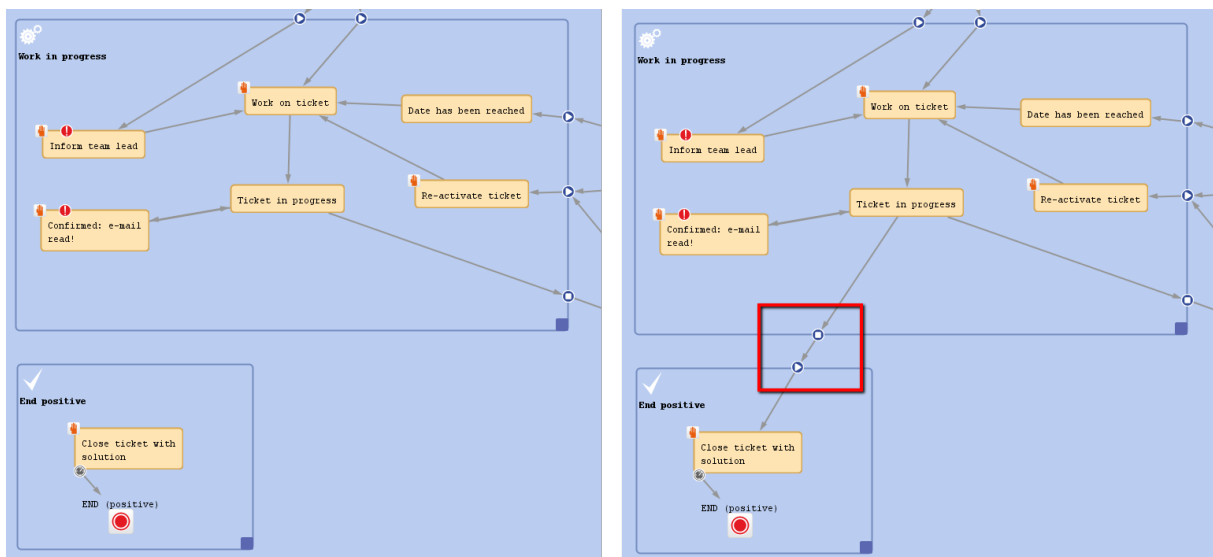 Work in progress
Work on ticket
Date has been reached
Inform team lead
Re-activate ticket
Ticket in progress
Confirmed: e-mail
read!
End positive
Close ticket with
solution
END (positive)
Work in progress
Work on ticket
Date has been reached
Inform team lead
Re-activate ticket
Ticket in progress
Confirmed: e-mail
read!
End positive
Close ticket with
solution
END (positive)